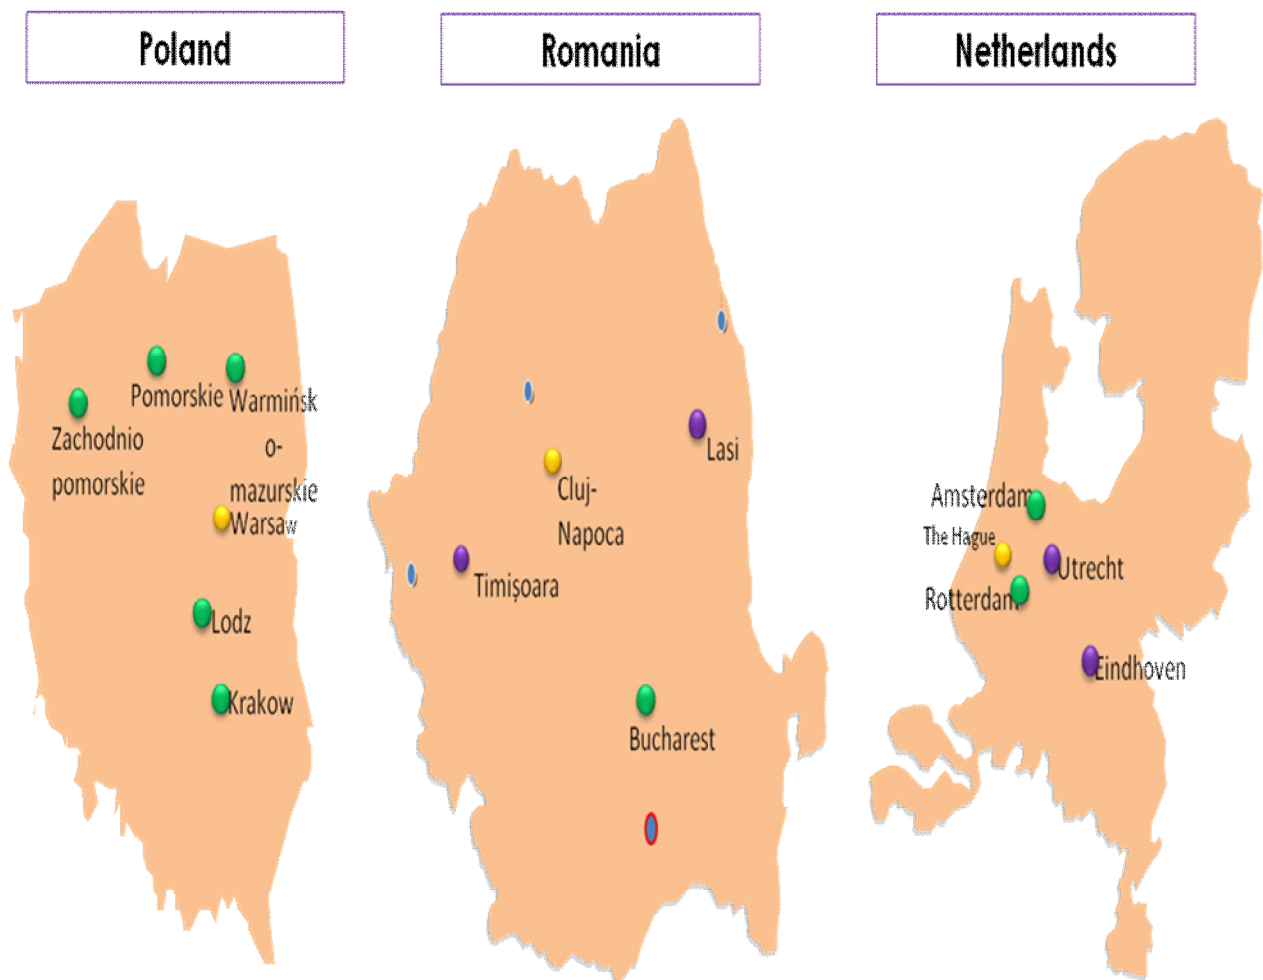 Poland
Romania
Netherlands
Pomorskie
Warmińsk
o-
mazurskie
Zachodnio
pomorskie
Warsaw
Lodz
Krakow
Lasi
Cluj-
Napoca
Timișoara
Bucharest
Amsterdam
The Hague
Utrecht
Rotterdam
Eindhoven